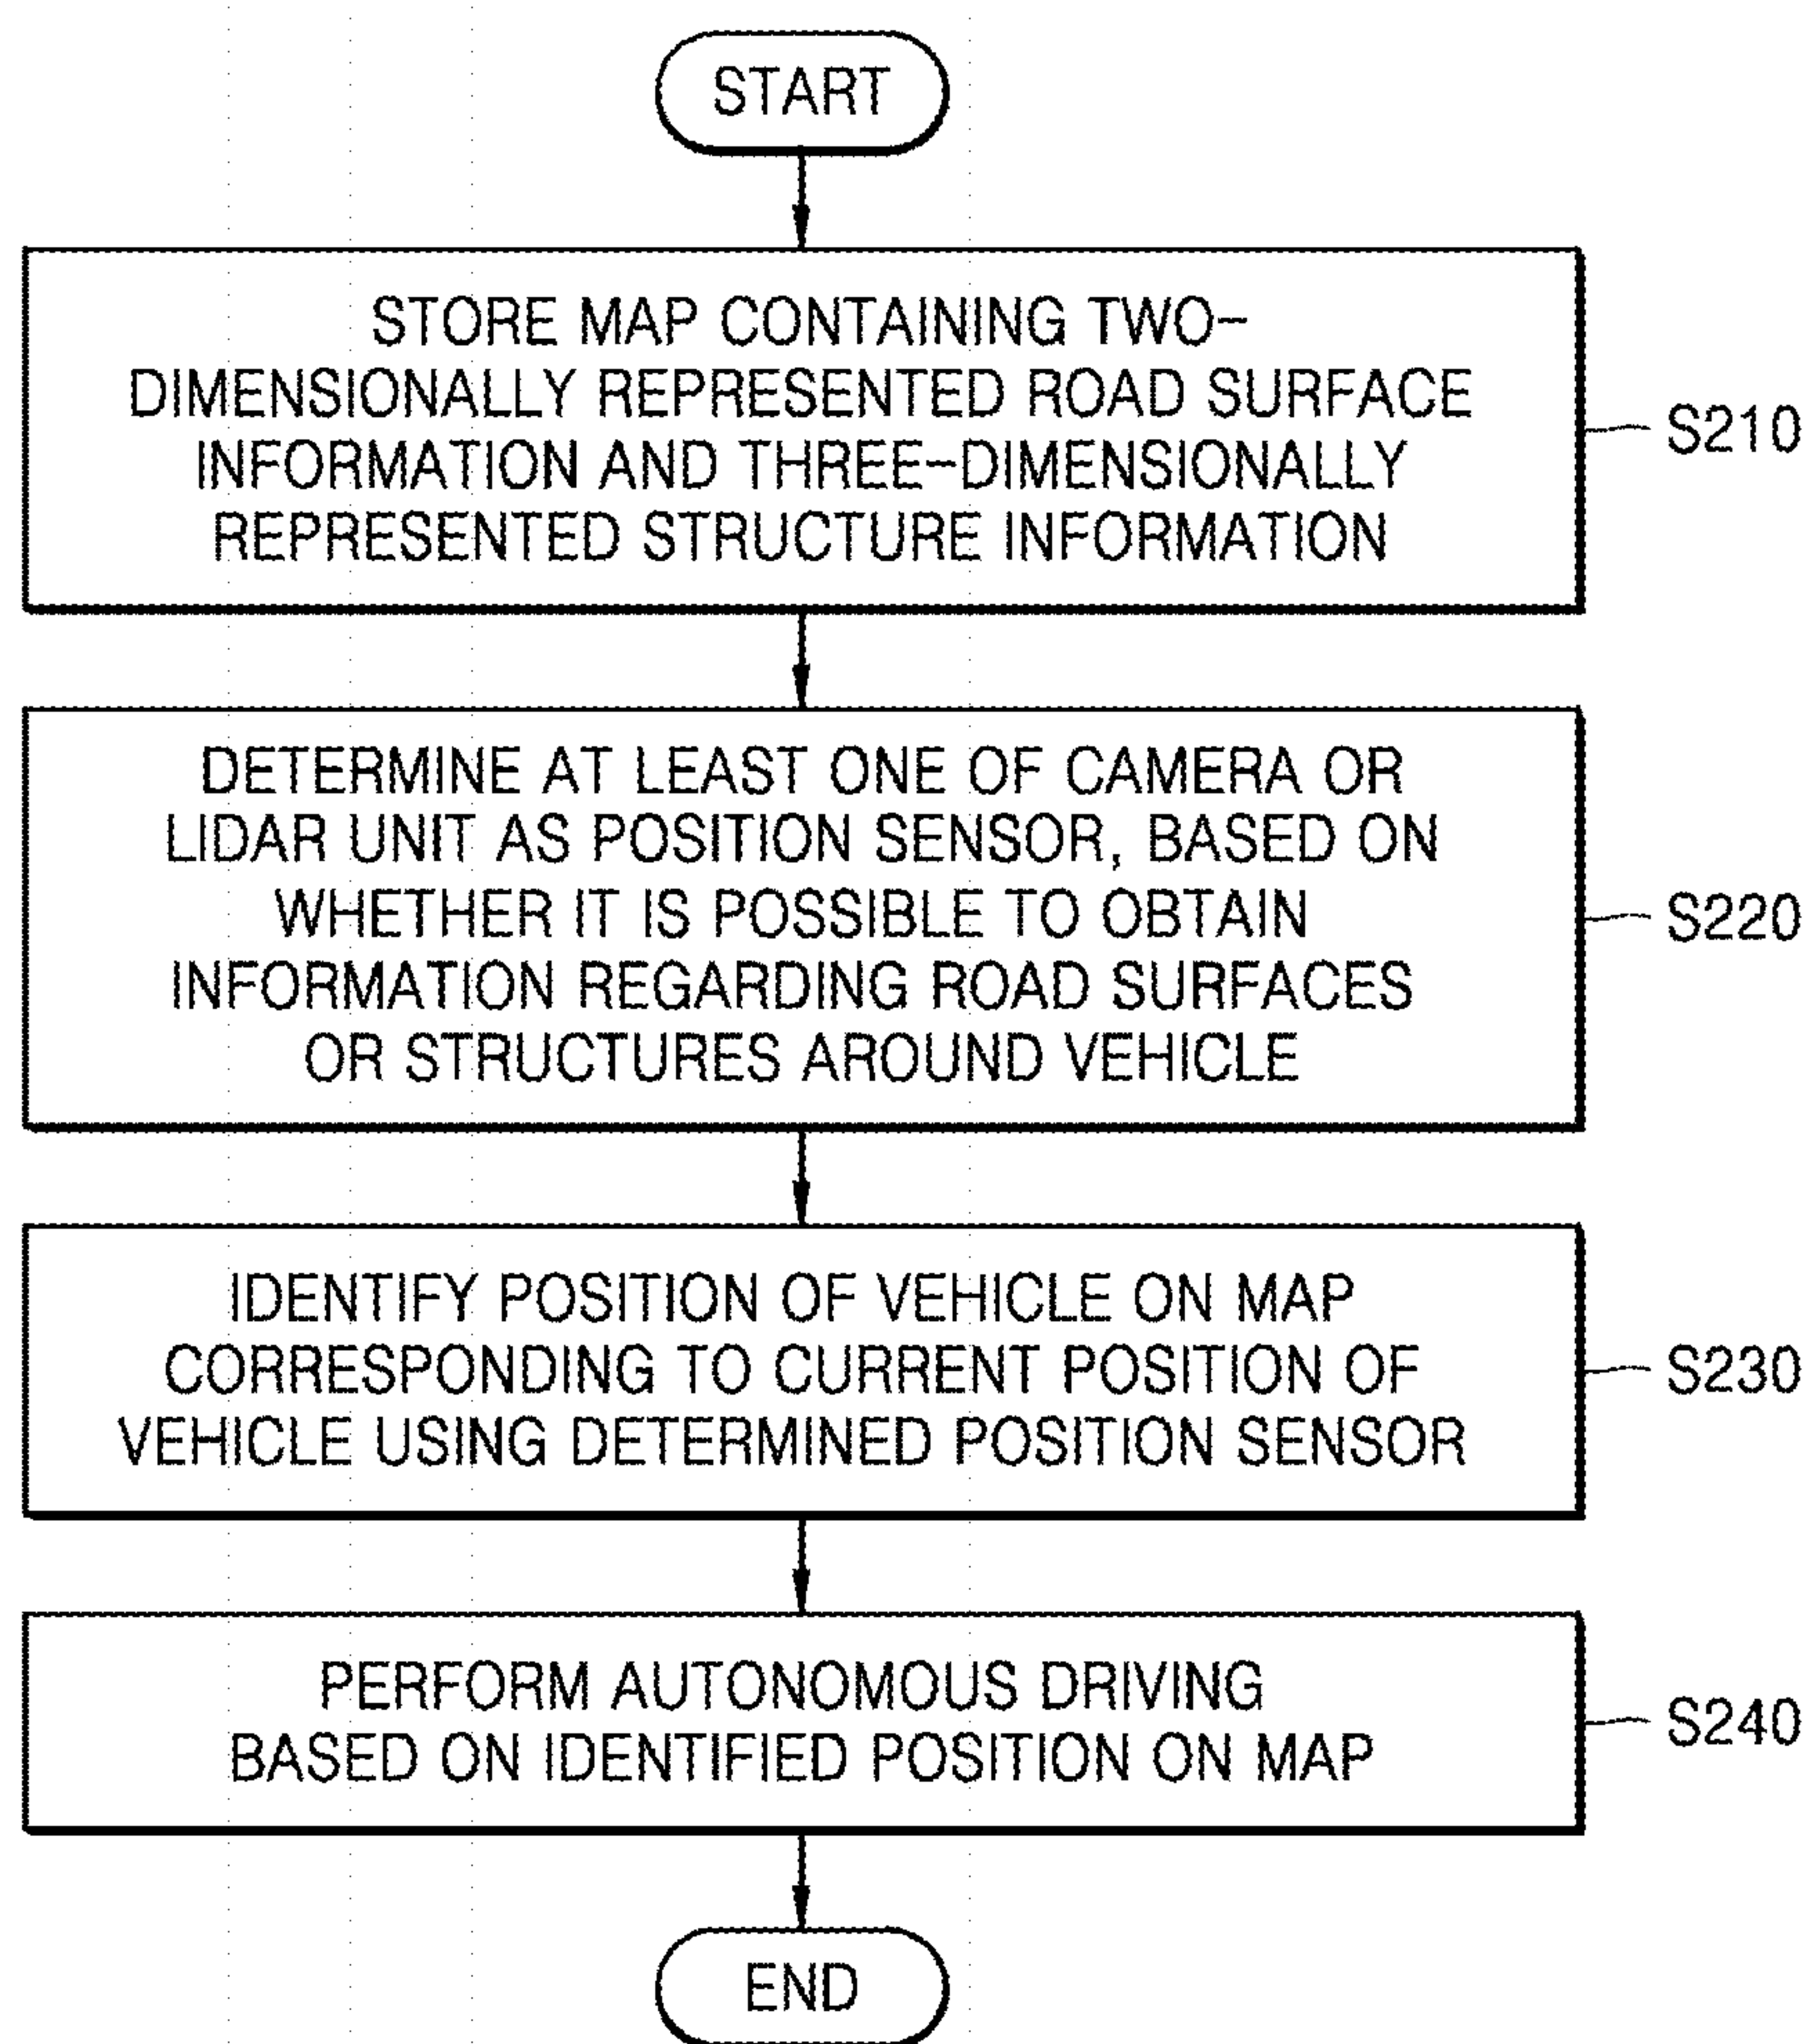 START
STORE MAP CONTAINING TWO-
DIMENSIONALLY REPRESENTED ROAD SURFACE
INFORMATION AND THREE-DIMENSIONALLY
REPRESENTED STRUCTURE INFORMATION
S210
DETERMINE AT LEAST ONE OF CAMERA OR
LIDAR UNIT AS POSITION SENSOR, BASED ON
WHETHER IT IS POSSIBLE TO OBTAIN
INFORMATION REGARDING ROAD SURFACES
OR STRUCTURES AROUND VEHICLE
S220
IDENTIFY POSITION OF VEHICLE ON MAP
CORRESPONDING TO CURRENT POSITION OF
VEHICLE USING DETERMINED POSITION SENSOR
S230
PERFORM AUTONOMOUS DRIVING
BASED ON IDENTIFIED POSITION ON MAP
S240
END